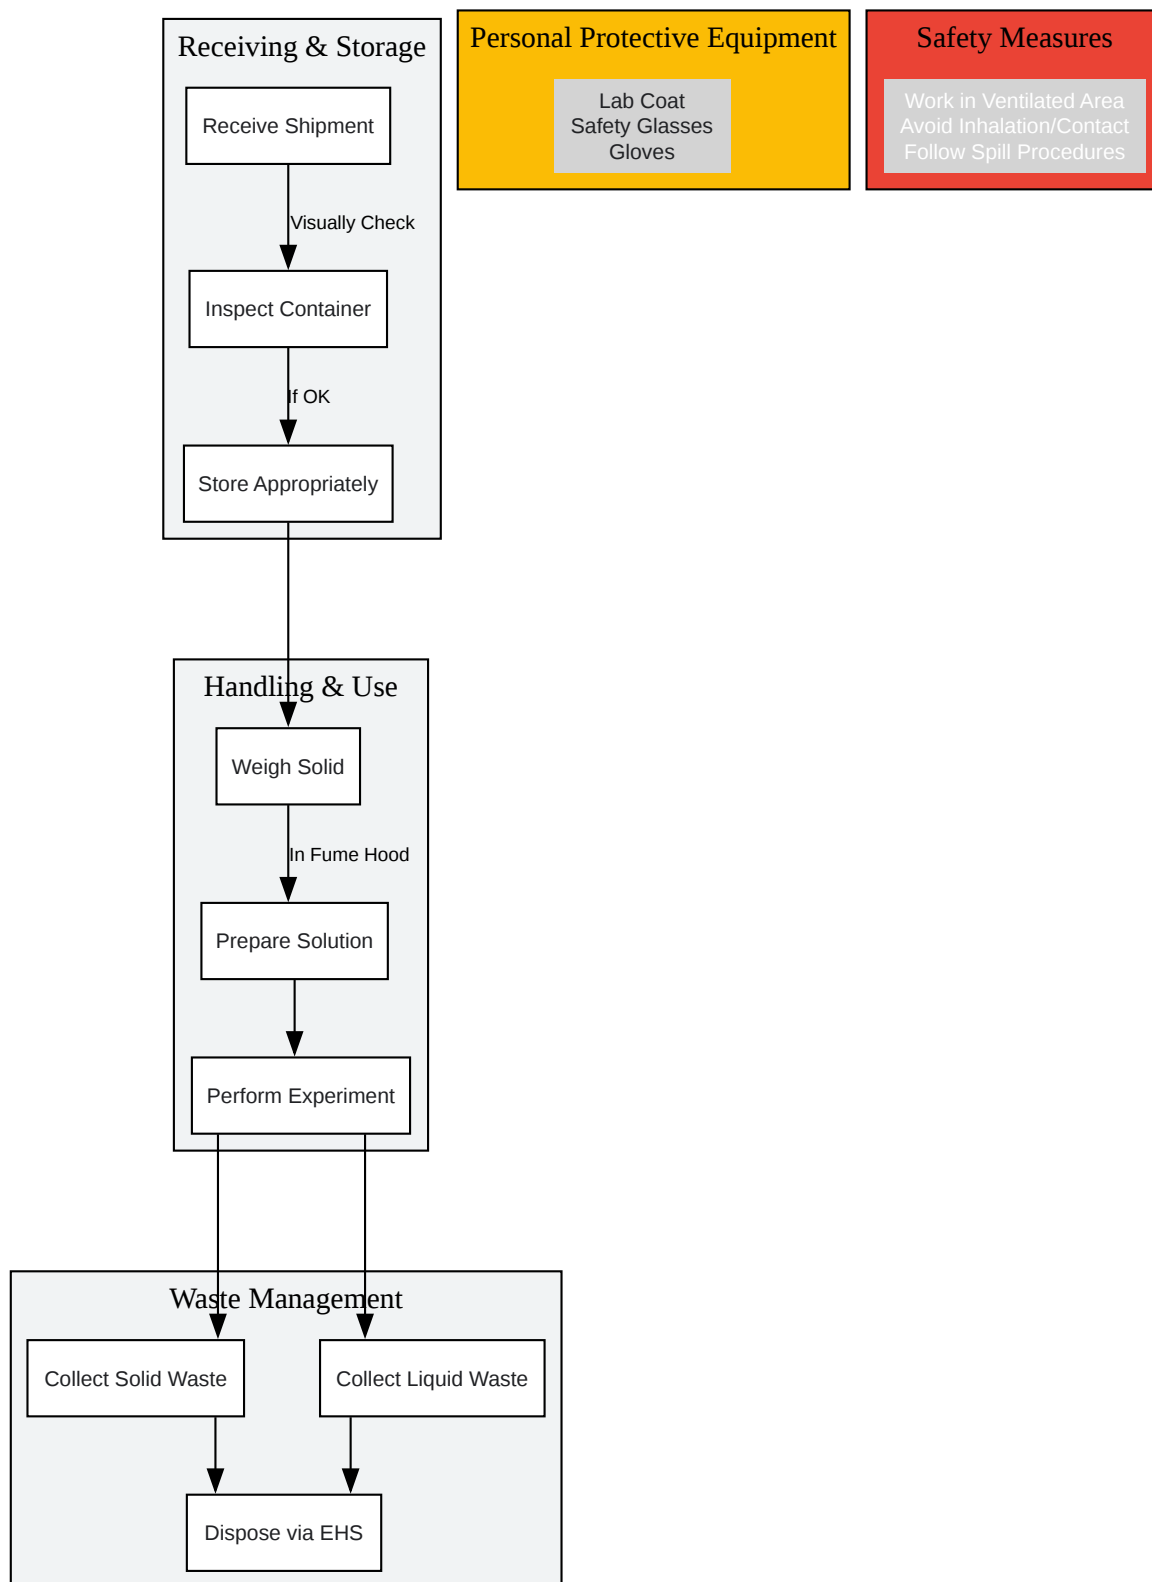 Receiving & Storage
Receive Shipment
Visually Check
Inspect Container
If OK
Store Appropriately
Personal Protective Equipment
Lab Coat
Safety Glasses
Gloves
Safety Measures
Work in Ventilated Area
Avoid Inhalation/Contact
Follow Spill Procedures
Handling & Use
Weigh Solid
In Fume Hood
Prepare Solution
Perform Experiment
Waste Management
Collect Solid Waste
Collect Liquid Waste
Dispose via EHS